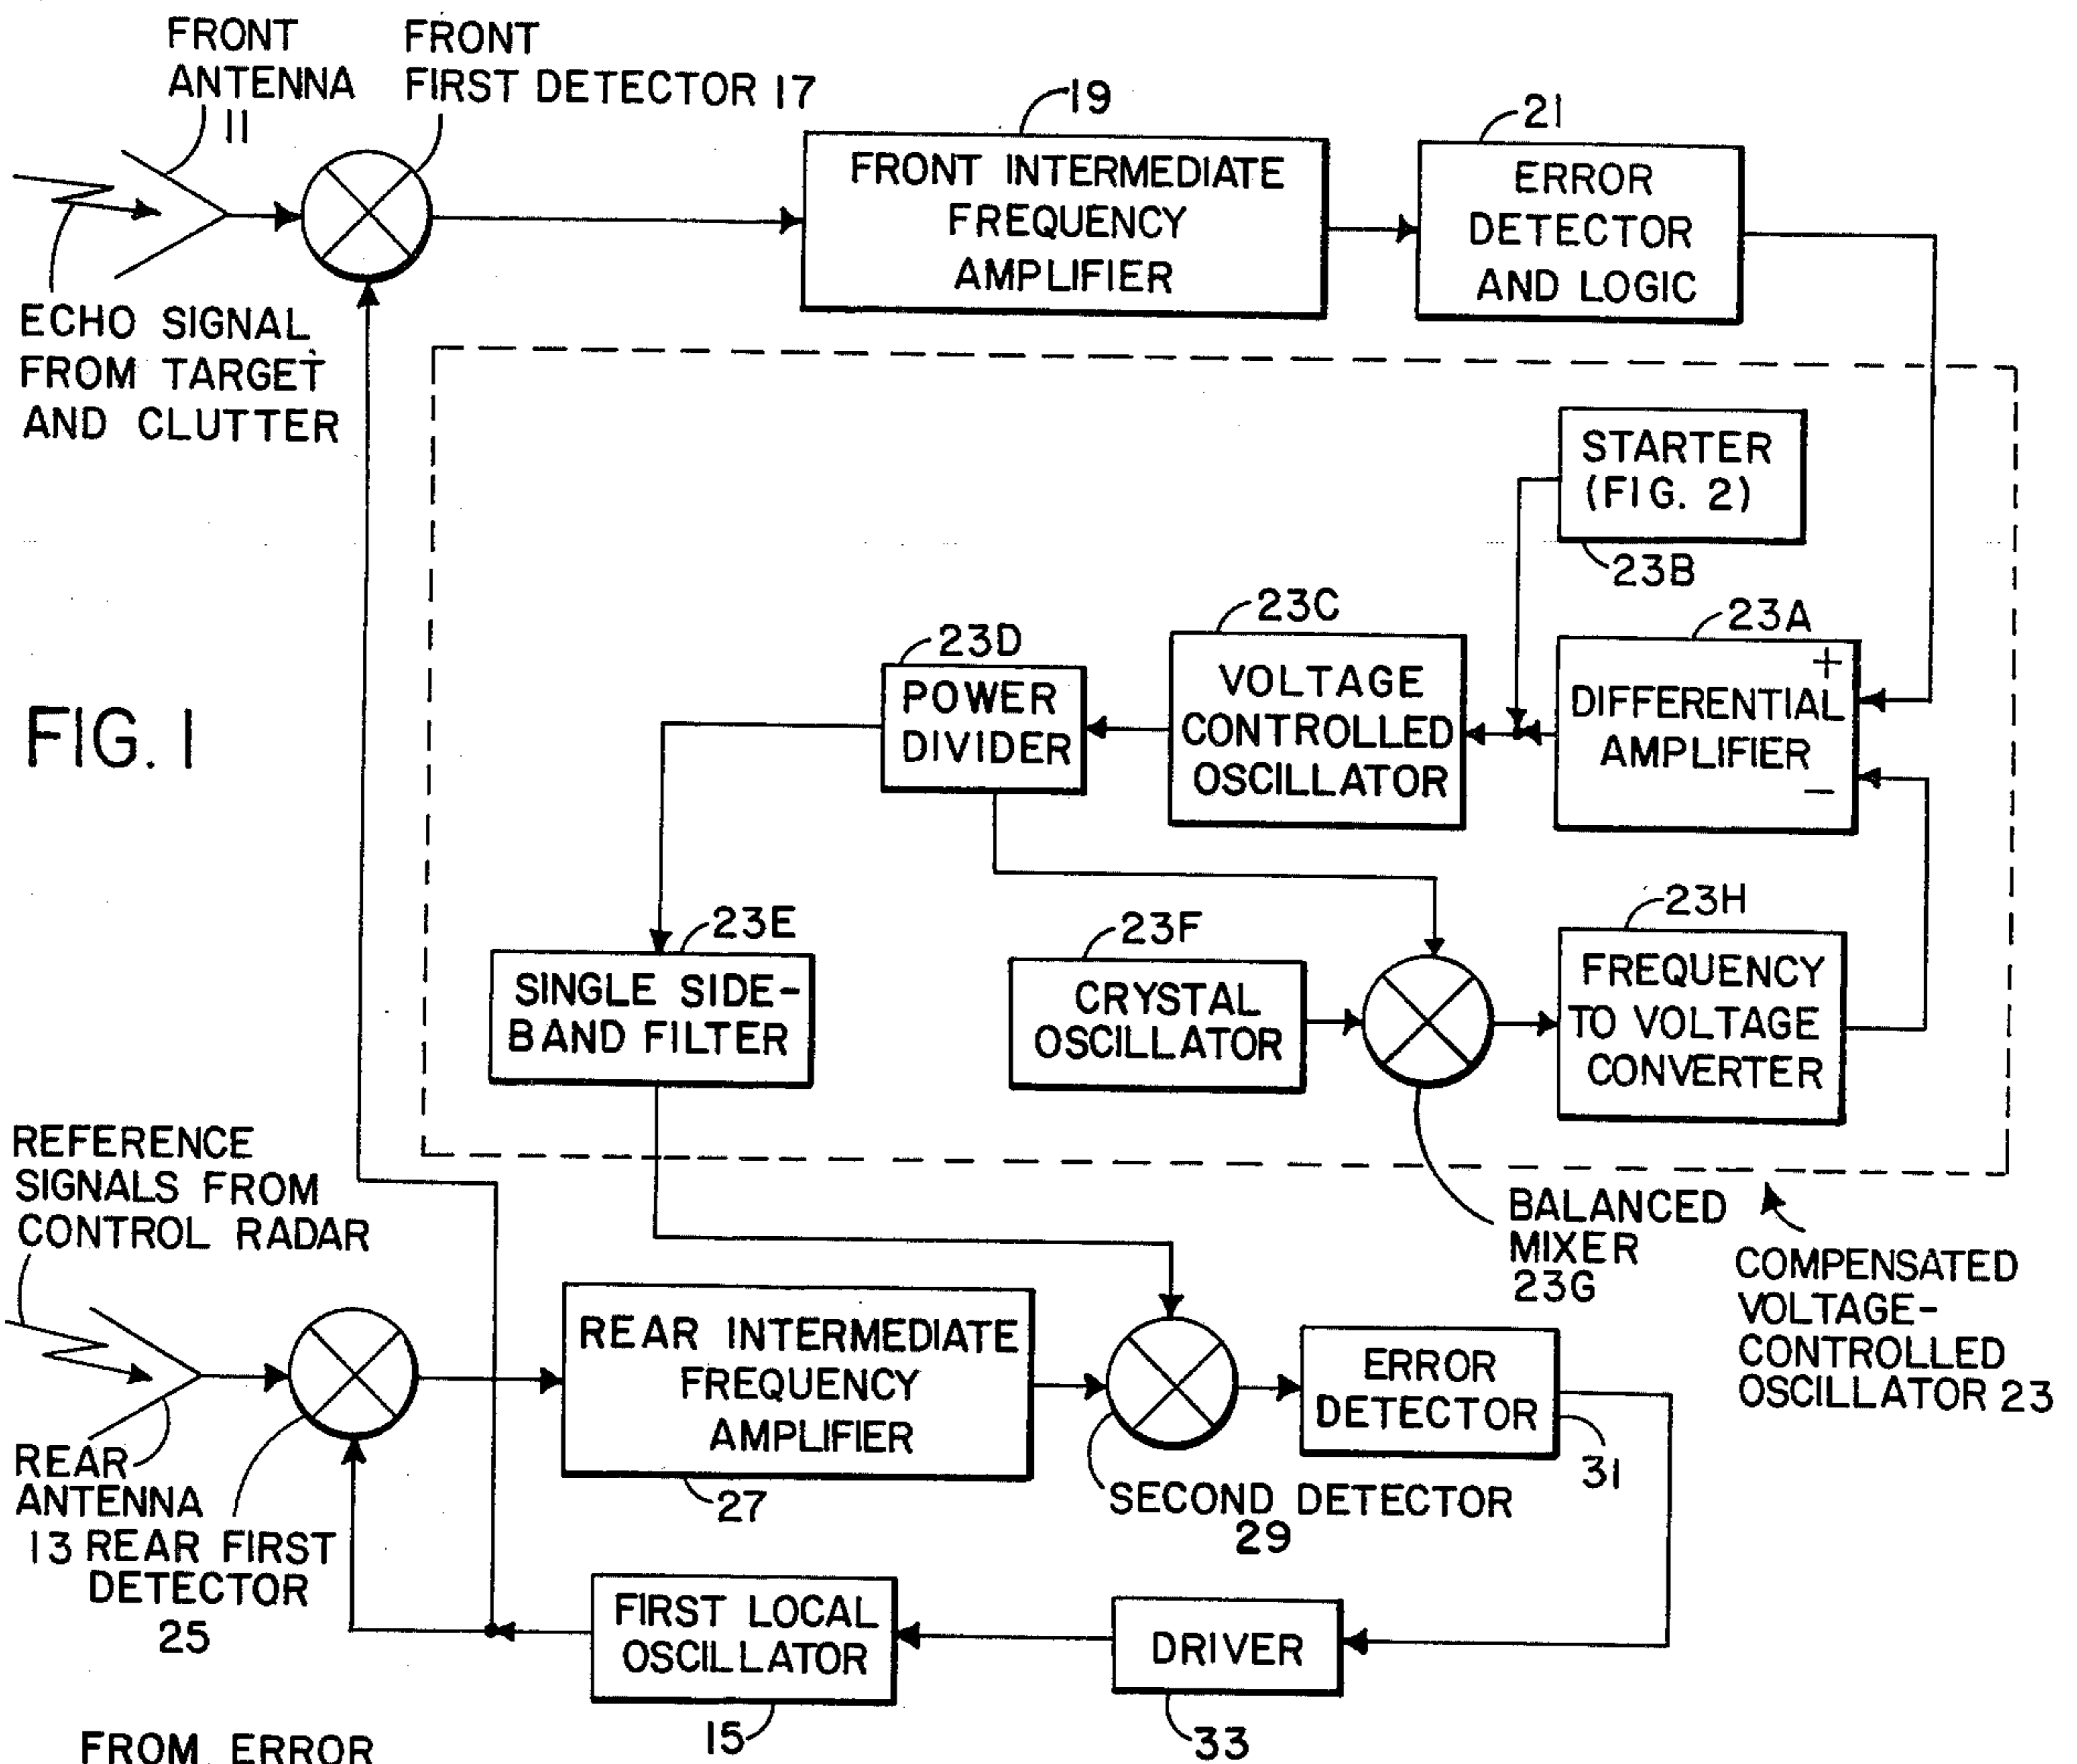 FRONT
ANTENNA
11
FRONT
FIRST DETECTOR 17
19
FRONT INTERMEDIATE
FREQUENCY
AMPLIFIER
21
ERROR
DETECTOR
AND LOGIC
ECHO SIGNAL
FROM TARGET
AND CLUTTER
STARTER
(FIG. 2)
23B
23A
+
DIFFERENTIAL
AMPLIFIER
−
23C
VOLTAGE
CONTROLLED
OSCILLATOR
23D
POWER
DIVIDER
FIG. 1
23E
SINGLE SIDE-
BAND FILTER
23F
CRYSTAL
OSCILLATOR
23H
FREQUENCY
TO VOLTAGE
CONVERTER
BALANCED
MIXER
23G
COMPENSATED
VOLTAGE-
CONTROLLED
OSCILLATOR 23
REFERENCE
SIGNALS FROM
CONTROL RADAR
REAR
ANTENNA
13
REAR FIRST
DETECTOR
25
REAR INTERMEDIATE
FREQUENCY
AMPLIFIER
27
SECOND DETECTOR
29
ERROR
DETECTOR
31
FIRST LOCAL
OSCILLATOR
15
DRIVER
33
FROM ERROR